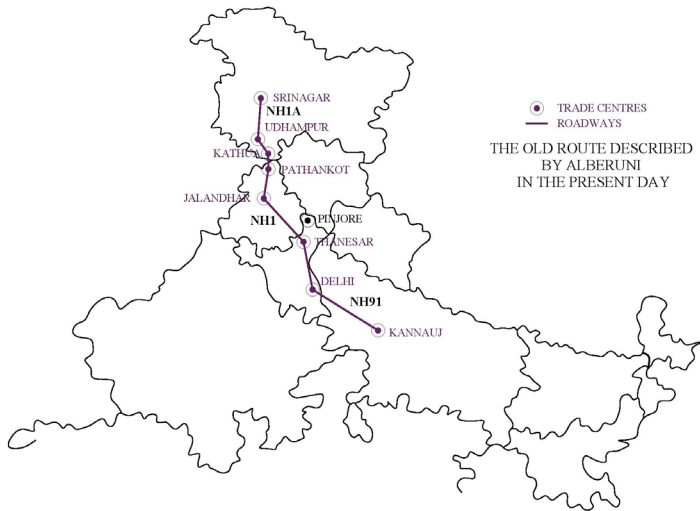 SRINAGAR
NH1A
UDHAMPUR
KATHUA
PATHANKOT
JALANDHAR
NH1
PINJORE
THANESAR
DELHI
NH91
KANNAUJ
TRADE CENTRES
ROADWAYS
THE OLD ROUTE DESCRIBED
BY ALBERUNI
IN THE PRESENT DAY